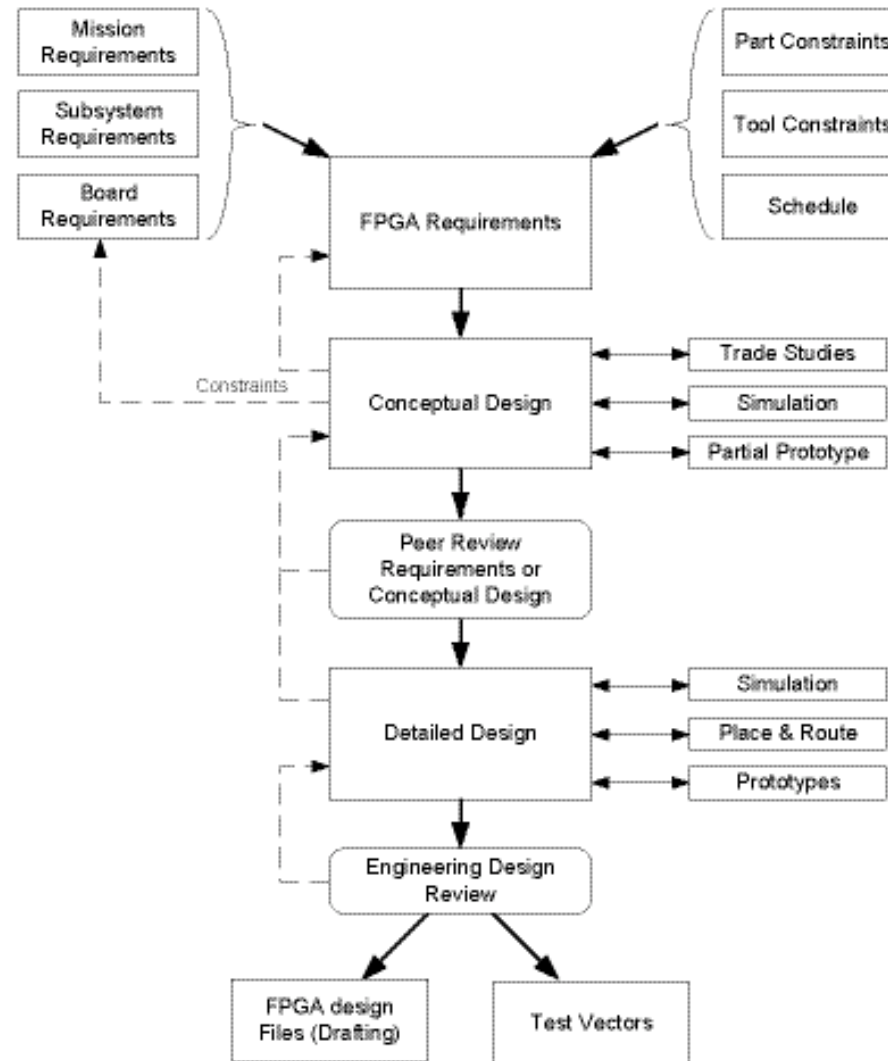 Mission
Requirements
Subsystem
Requirements
Board
Requirements
Part Constraints
Tool Constraints
Schedule
FPGA Requirements
Constraints
Conceptual Design
Trade Studies
Simulation
Partial Prototype
Peer Review
Requirements or
Conceptual Design
Detailed Design
Simulation
Place & Route
Prototypes
Engineering Design
Review
FPGA design
Files (Drafting)
Test Vectors